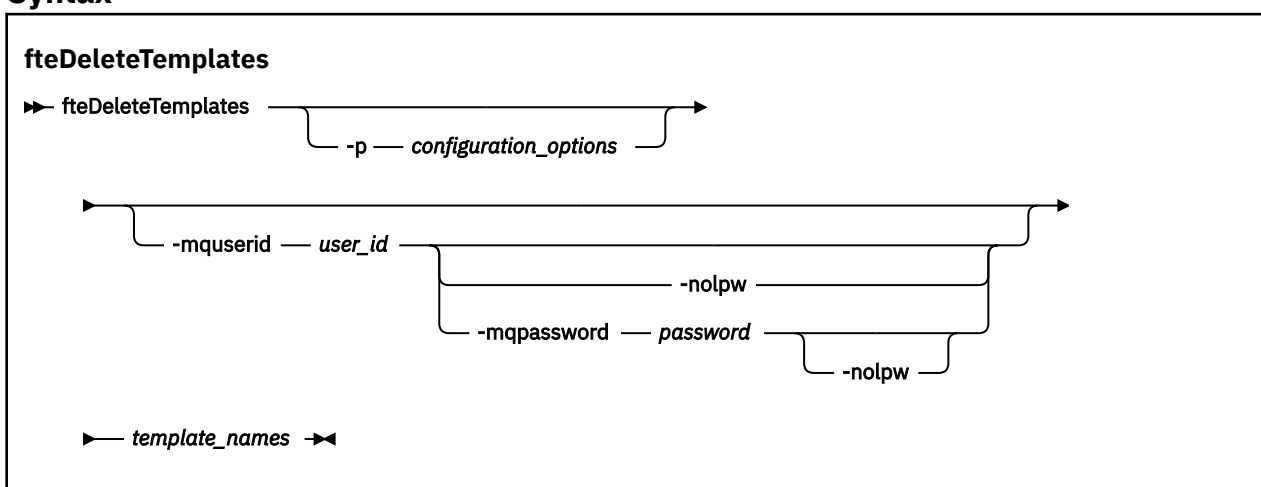 Syntax
fteDeleteTemplates
fteDeleteTemplates
-p configuration_options
-mquserid user_id
-nolpw
-mqpassword password
-nolpw
template_names